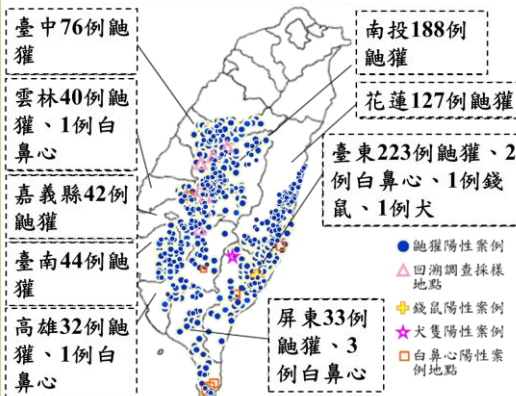 臺中76例鼬
獾
雲林40例鼬
獾、1例白
鼻心
嘉義縣42例
鼬獾
臺南44例鼬
獾
高雄32例鼬
獾、1例白
鼻心
南投188例
鼬獾
花蓮127例鼬獾
臺東223例鼬獾、2
例白鼻心、1例錢
鼠、1例犬
屏東33例
鼬獾、3
例白鼻心
鼬獾陽性案例
回溯調查採樣
地點
錢鼠陽性案例
犬隻陽性案例
白鼻心陽性案
例地點